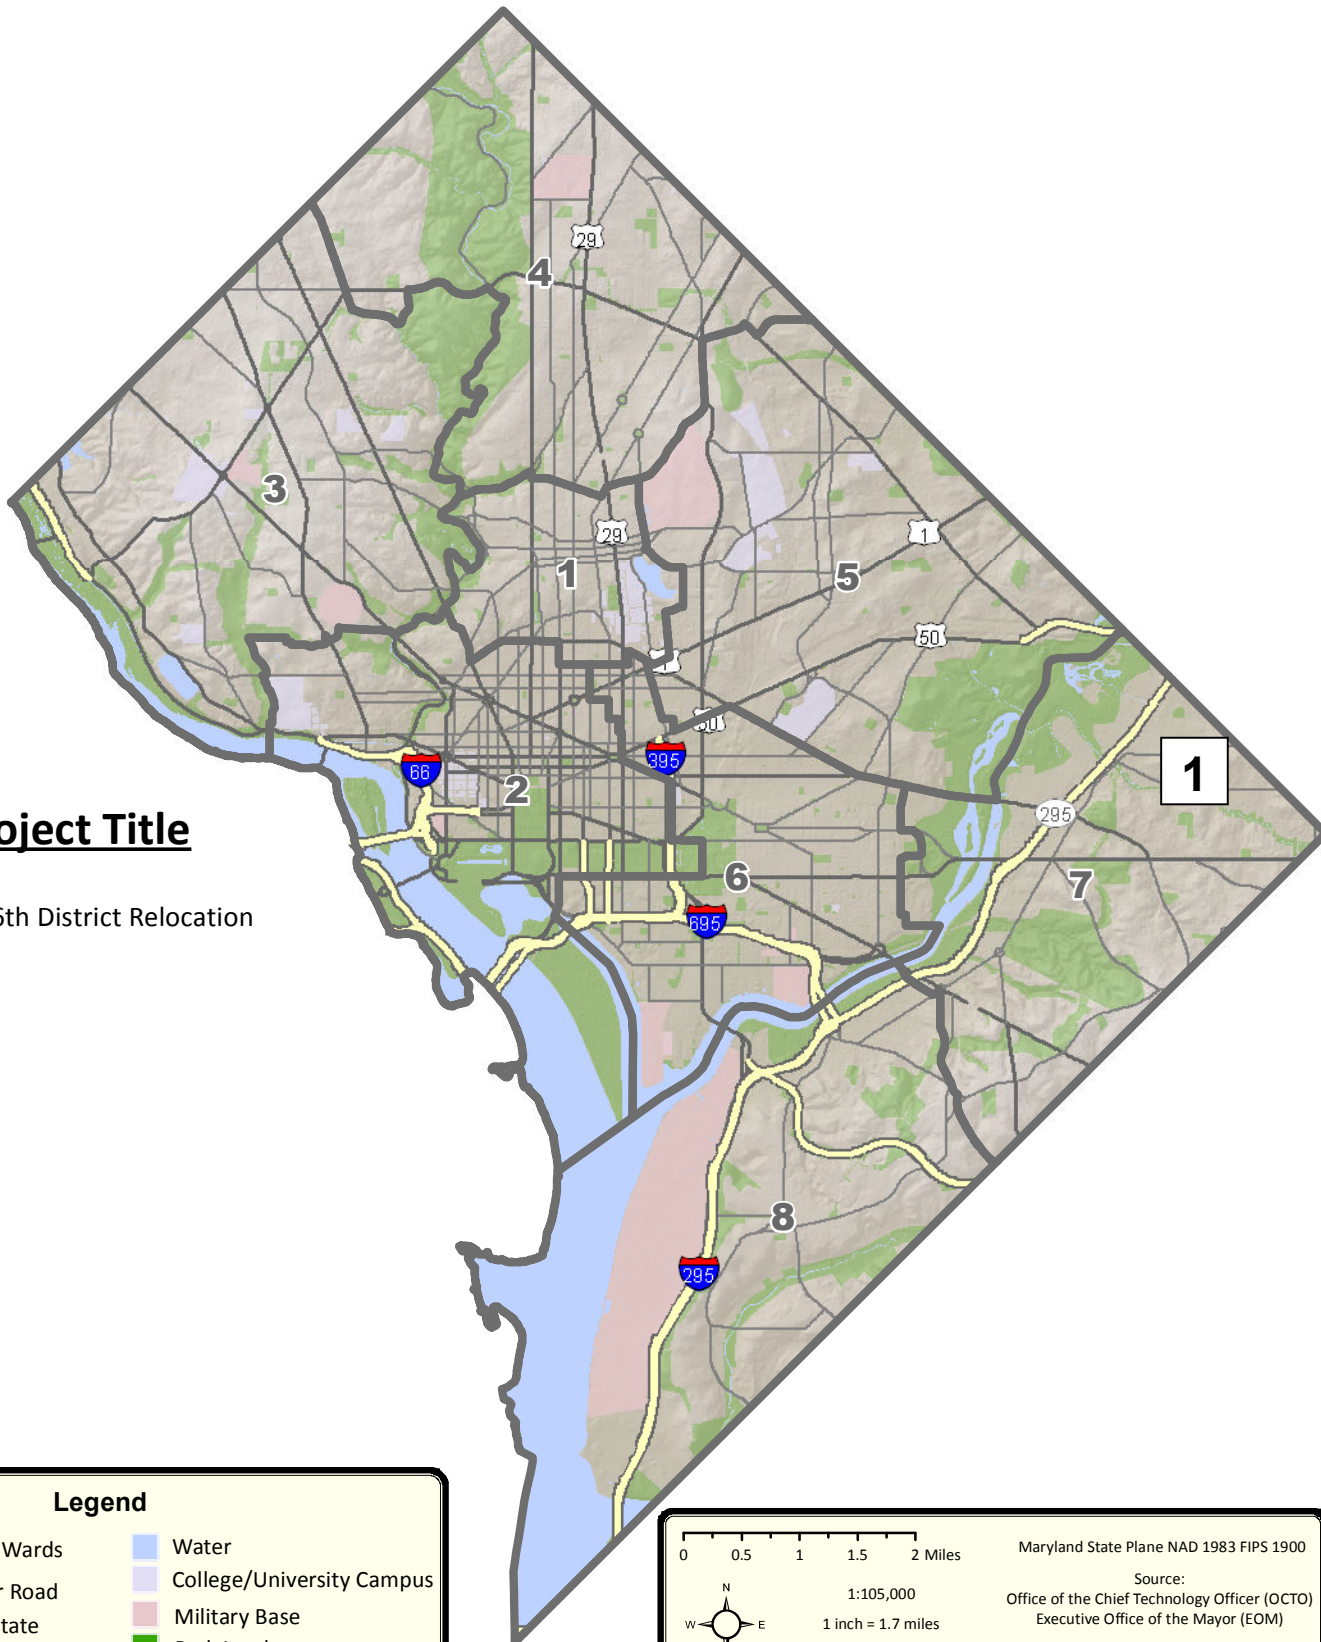 29
4
3
29
1
1
5
50
1
50
395
66
2
1
295
oject Title
6
7
6th District Relocation
695
8
295
Legend
Wards
Water
College/University Campus
r Road
Military Base
tate
0 0.5 1 1.5 2 Miles
Maryland State Plane NAD 1983 FIPS 1900
N
W E
1:105,000
1 inch = 1.7 miles
Source:
Office of the Chief Technology Officer (OCTO)
Executive Office of the Mayor (EOM)